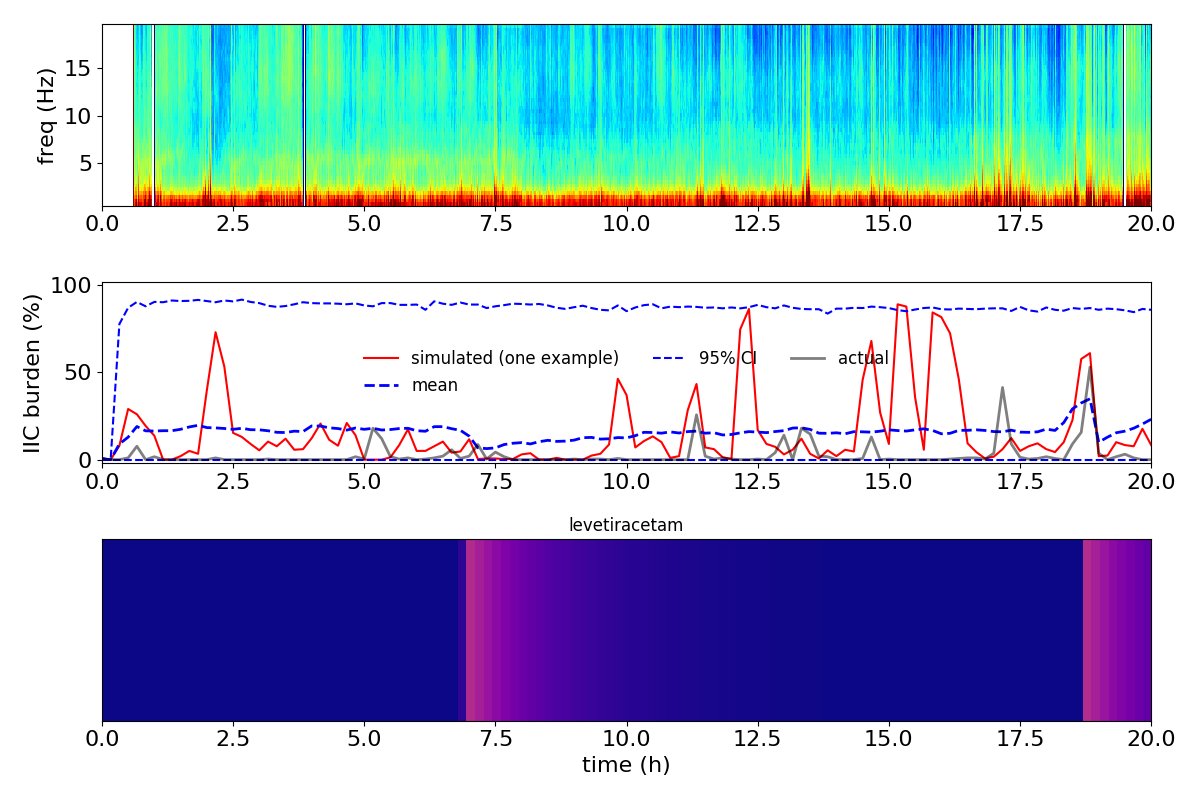 freq (Hz)
15
10
5
0.0 2.5 5.0 7.5 10.0 12.5 15.0 17.5 20.0
IIC burden (%)
100
50
0
simulated (one example) 95% CI actual
mean
0.0 2.5 5.0 7.5 10.0 12.5 15.0 17.5 20.0
levetiracetam
0.0 2.5 5.0 7.5 10.0 12.5 15.0 17.5 20.0
time (h)